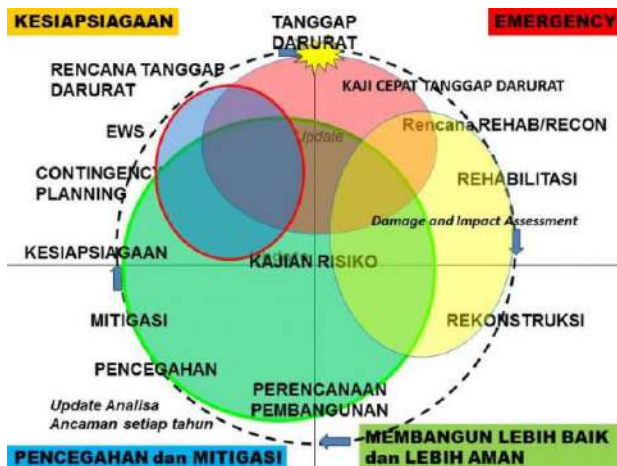 KESIAPSIAGAAN
TANGGAP
DARURAT
EMERGENCY
RENCANA TANGGAP
DARURAT
KAJI CEPAT TANGGAP DARURAT
EWS
Update
Rencana REHAB/RECON
CONTINGENCY
PLANNING
REHABILITASI
Damage and Impact Assessment
KESIAPSIAGAAN
KAJIAN RISIKO
MITIGASI
REKONSTRUKSI
PENCEGAHAN
PERENCANAAN
PEMBANGUNAN
Update Analisa
Ancaman setiap tahun
PENCEGAHAN dan MITIGASI
MEMBANGUN LEBIH BAIK
dan LEBIH AMAN